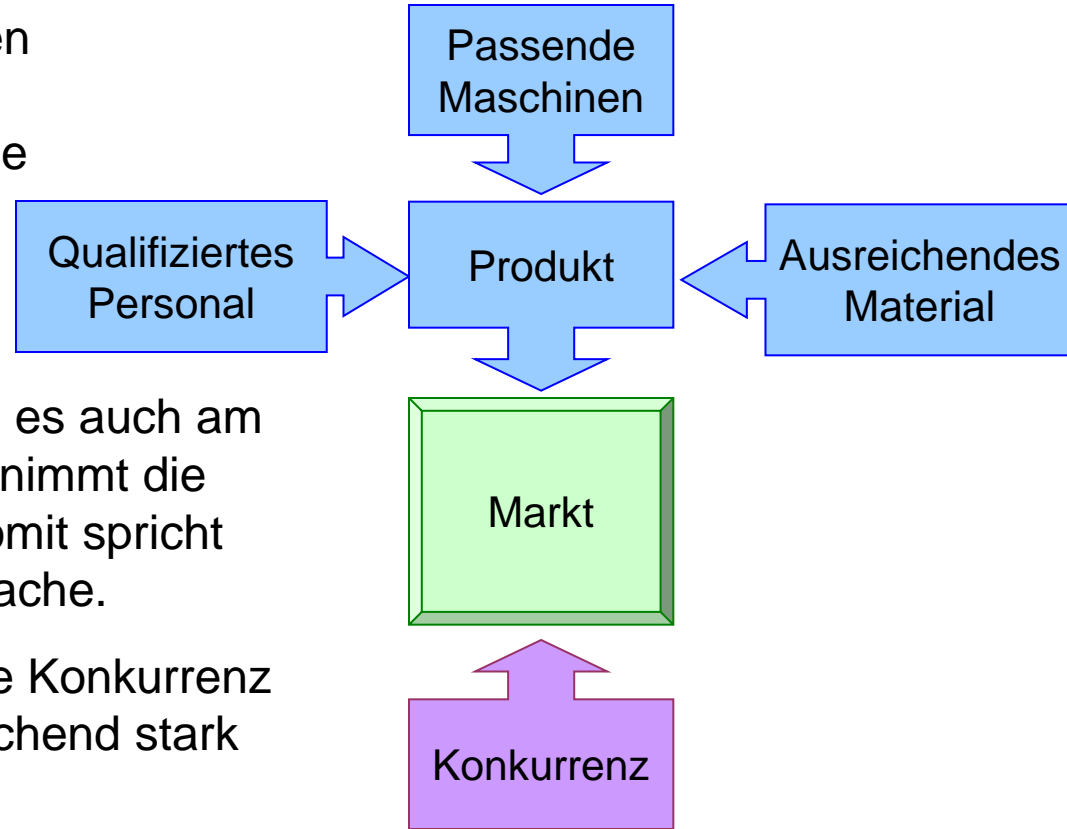 en
e
Passende
Maschinen
Qualifiziertes
Personal
Produkt
Ausreichendes
Material
es auch am
nimmt die
omit spricht
ache.
Markt
e Konkurrenz
chend stark
Konkurrenz